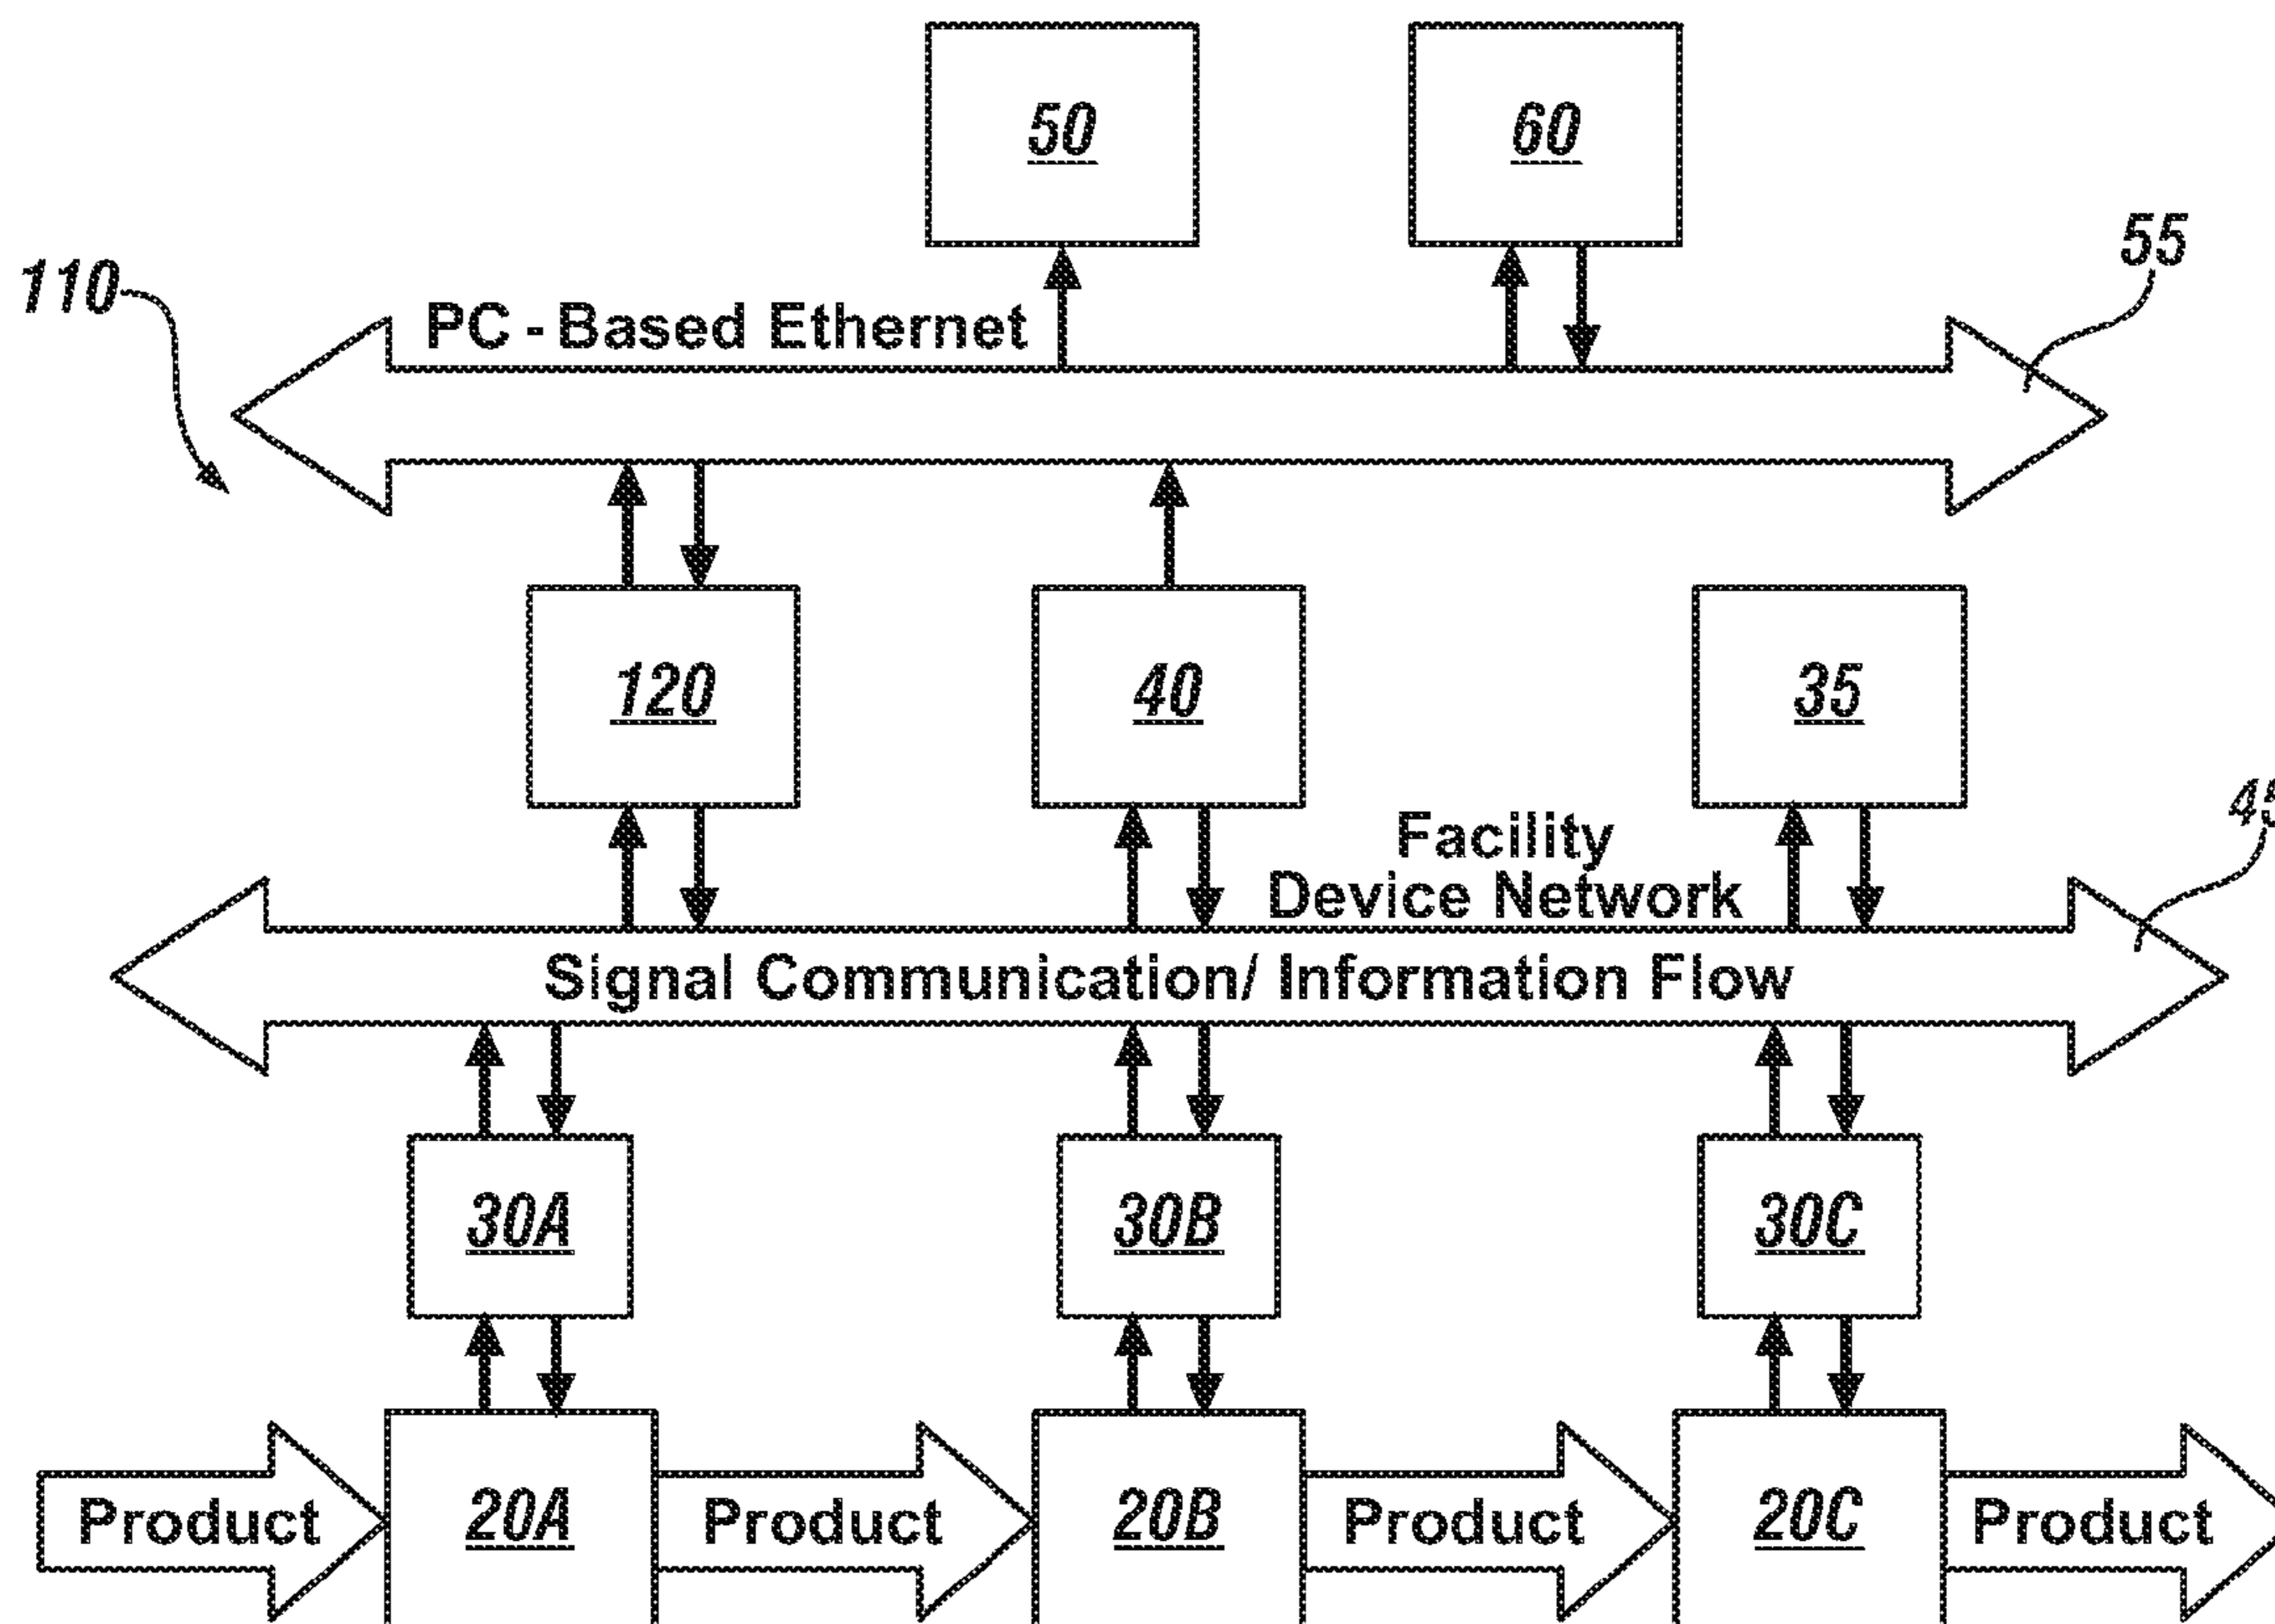 50
60
55
110
PC - Based Ethernet
120
40
35
45
Facility
Device Network
Signal Communication/ Information Flow
30A
30B
30C
Product
20A
Product
20B
Product
20C
Product